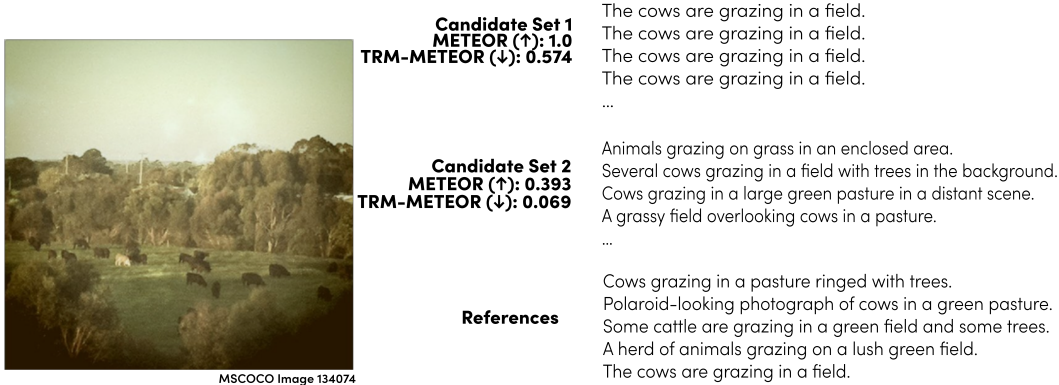 Candidate Set 1
METEOR (↑): 1.0
TRM-METEOR (↓): 0.574
The cows are grazing in a field.
The cows are grazing in a field.
The cows are grazing in a field.
The cows are grazing in a field.
...
Candidate Set 2
METEOR (↑): 0.393
TRM-METEOR (↓): 0.069
Animals grazing on grass in an enclosed area.
Several cows grazing in a field with trees in the background.
Cows grazing in a large green pasture in a distant scene.
A grassy field overlooking cows in a pasture.
...
References
Cows grazing in a pasture ringed with trees.
Polaroid-looking photograph of cows in a green pasture.
Some cattle are grazing in a green field and some trees.
A herd of animals grazing on a lush green field.
The cows are grazing in a field.
MSCOCO Image 134074